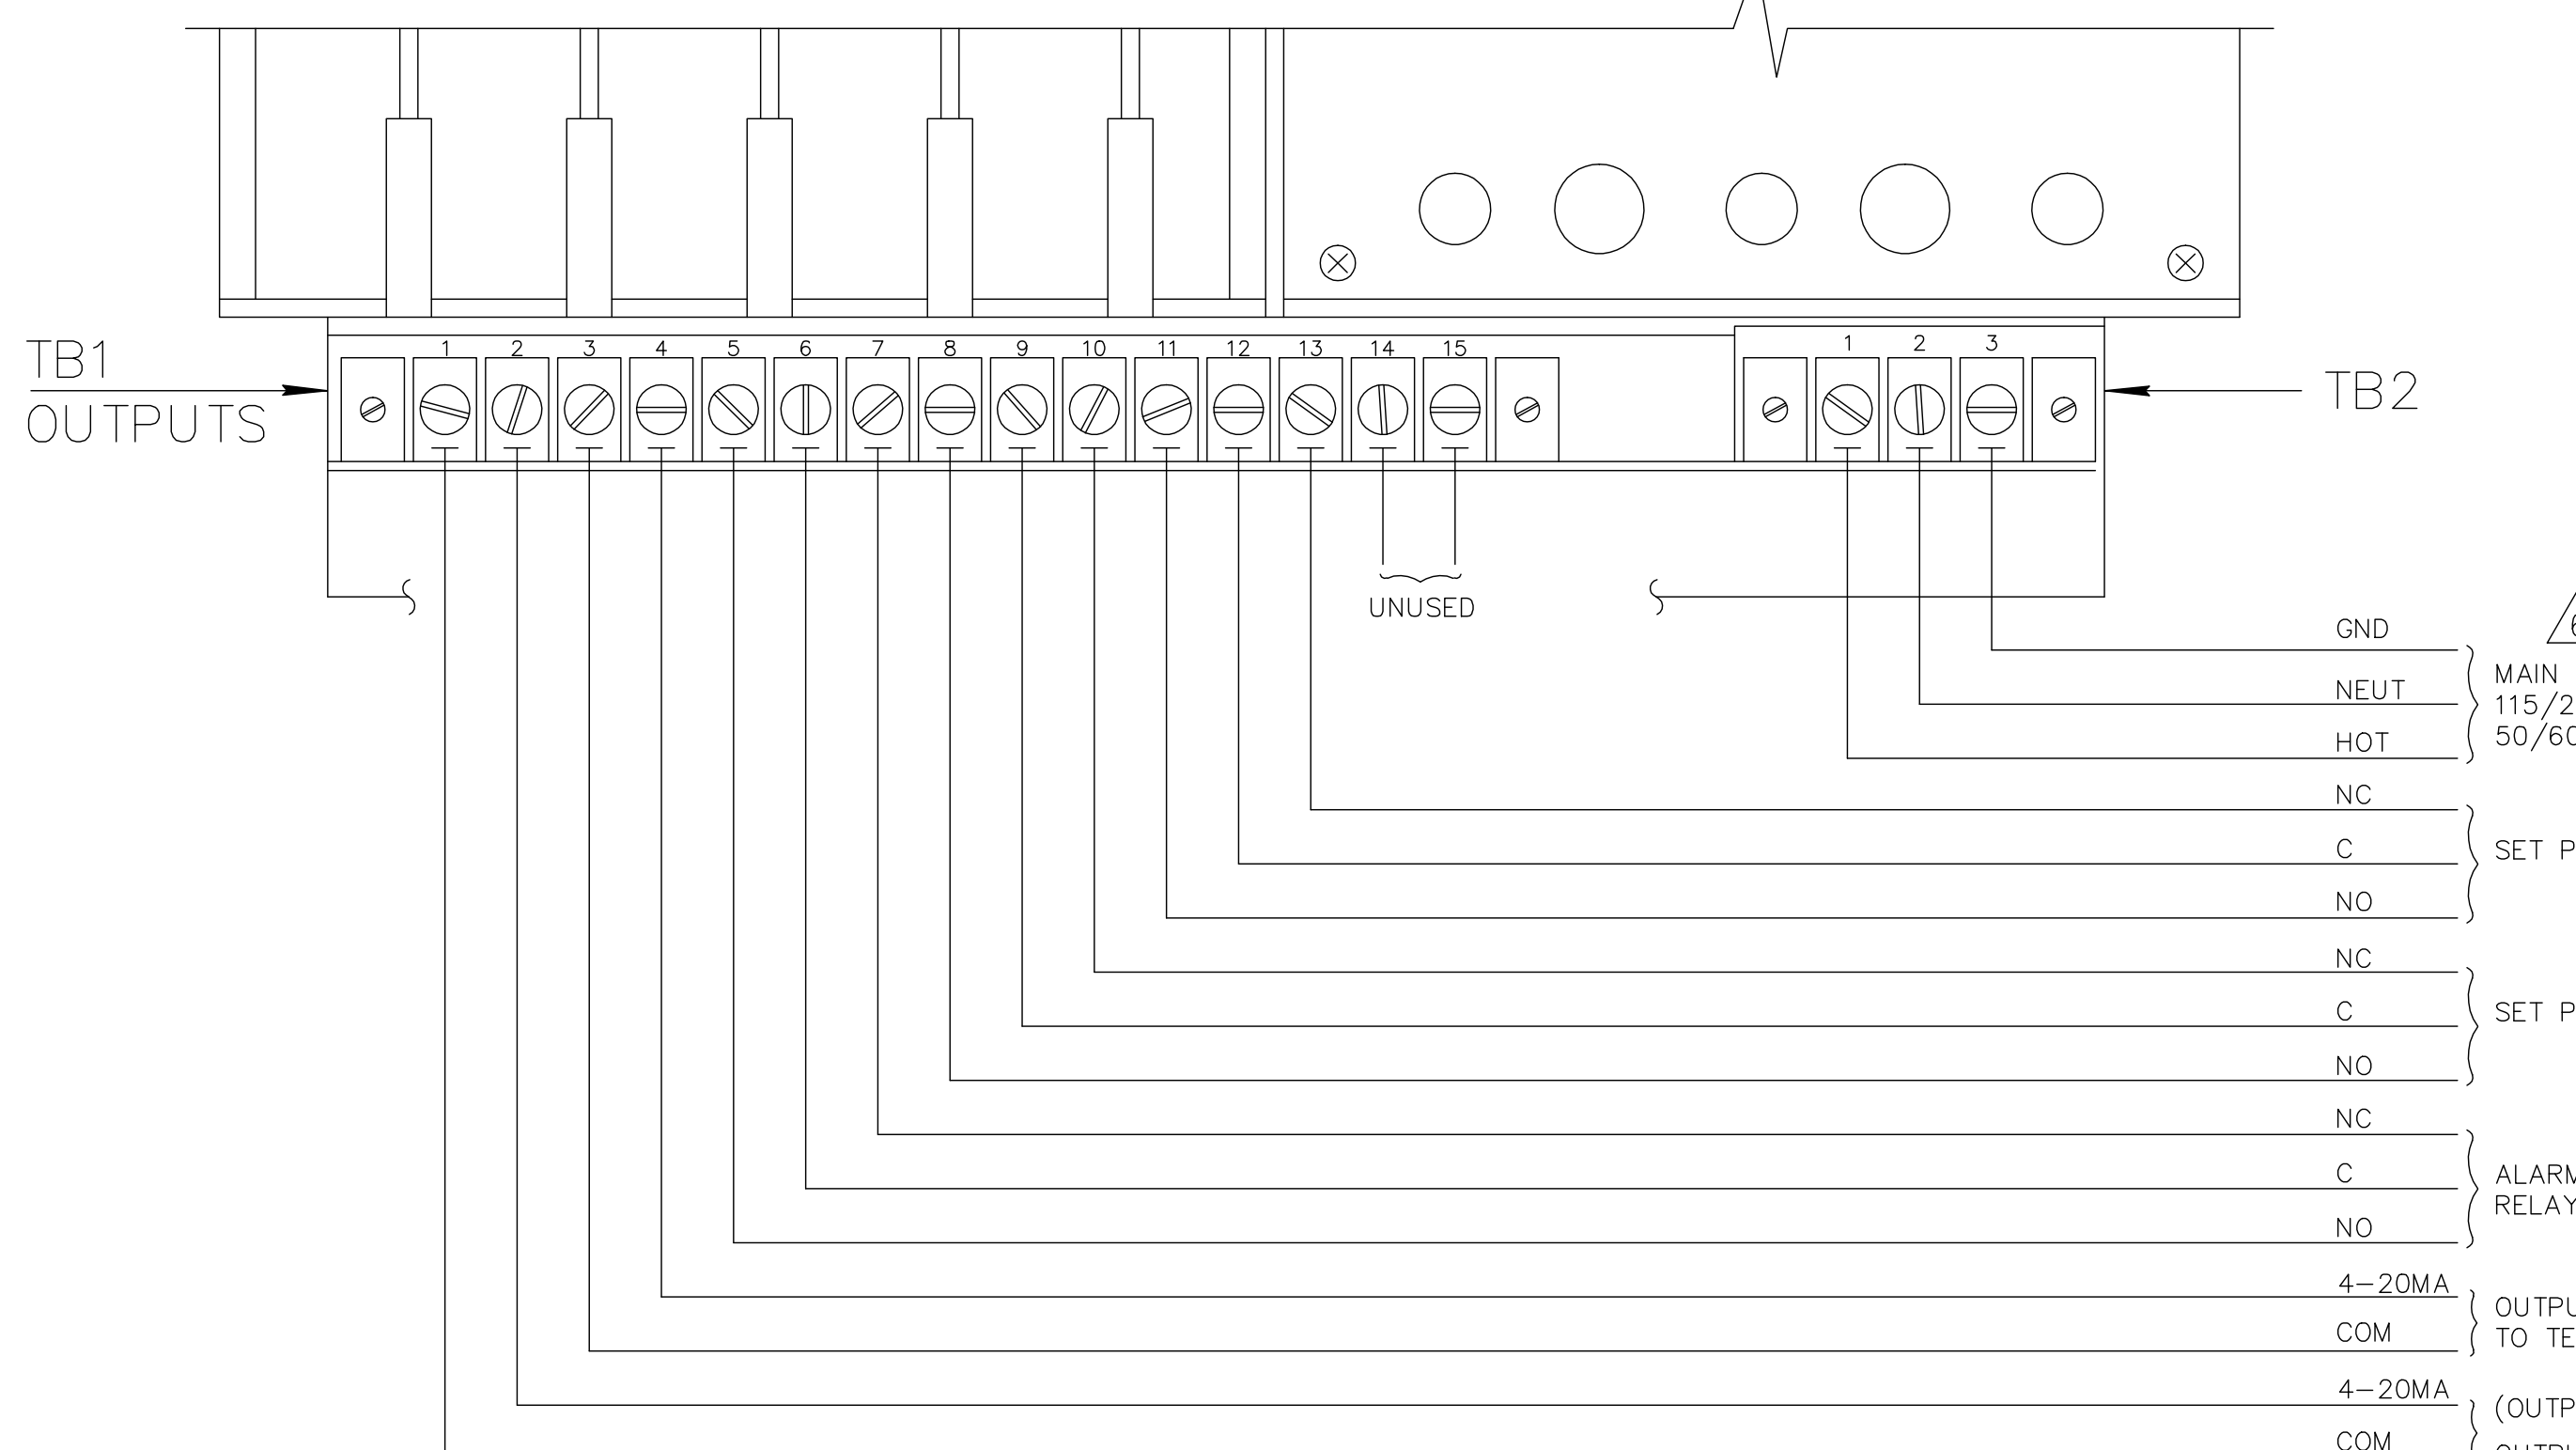 TB1
OUTPUTS
1 2 3 4 5 6 7 8 9 10 11 12 13 14 15
1 2 3
TB2
UNUSED
GND
NEUT
HOT
MAIN
115/2
50/60
NC
C
NO
SET P
NC
C
NO
SET P
NC
C
NO
ALARM
RELAY
4-20MA
COM
OUTPU
TO TE
4-20MA
COM
(OUTP